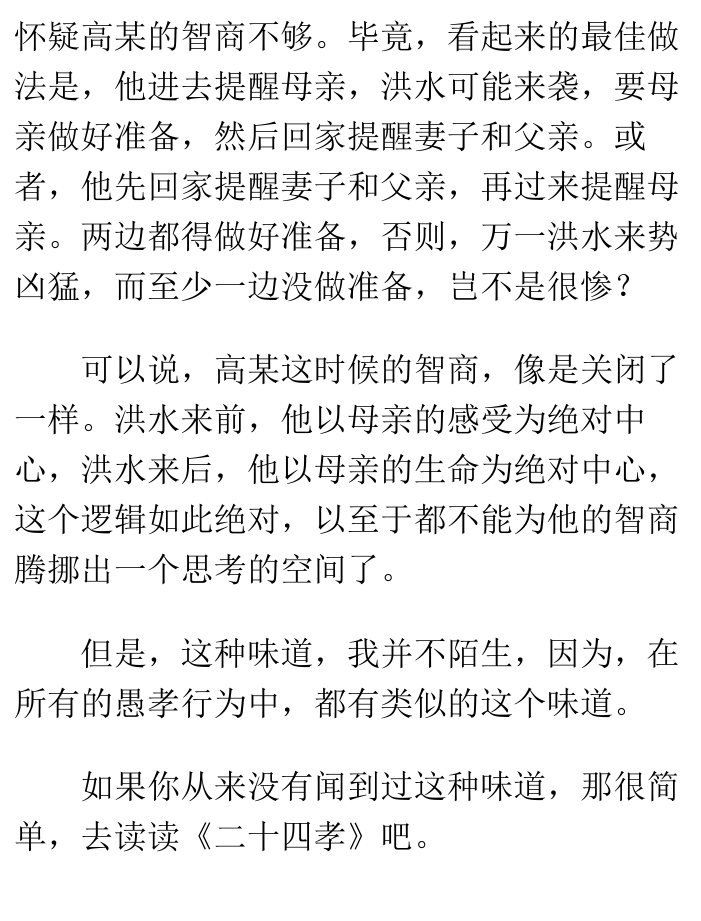 怀疑高某的智商不够。毕竟，看起来的最佳做
法是，他进去提醒母亲，洪水可能来袭，要母
亲做好准备，然后回家提醒妻子和父亲。或
者，他先回家提醒妻子和父亲，再过来提醒母
亲。两边都得做好准备，否则，万一洪水来势
凶猛，而至少一边没做准备，岂不是很惨？
可以说，高某这时候的智商，像是关闭了
一样。洪水来前，他以母亲的感受为绝对中
心，洪水来后，他以母亲的生命为绝对中心，
这个逻辑如此绝对，以至于都不能为他的智商
腾挪出一个思考的空间了。
但是，这种味道，我并不陌生，因为，在
所有的愚孝行为中，都有类似的这个味道。
如果你从来没有闻到过这种味道，那很简
单，去读读《二十四孝》吧。